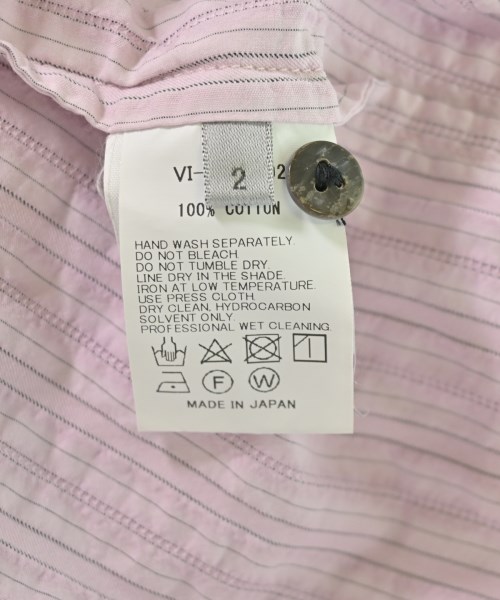 VI- 2
2
100% COTTON
HAND WASH SEPARATELY.
DO NOT BLEACH.
DO NOT TUMBLE DRY.
LINE DRY IN THE SHADE.
IRON AT LOW TEMPERATURE.
USE PRESS CLOTH.
DRY CLEAN, HYDROCARBON
SOLVENT ONLY.
PROFESSIONAL WET CLEANING.
F W
MADE IN JAPAN